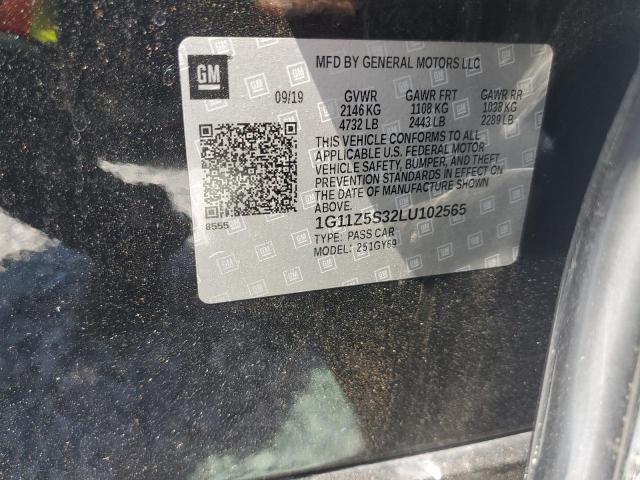 GM
MFD BY GENERAL MOTORS LLC
09/19 GVWR GAWR FRT GAWR RR
2146 KG 1108 KG 1038 KG
4732 LB 2443 LB 2289 LB
THIS VEHICLE CONFORMS TO ALL
APPLICABLE U.S. FEDERAL MOTOR
VEHICLE SAFETY, BUMPER, AND THEFT
PREVENTION STANDARDS IN EFFECT ON
THE DATE OF MANUFACTURE SHOWN
ABOVE.
8555 1G11Z5S32LU102565
TYPE: PASS CAR
MODEL: 251GY69